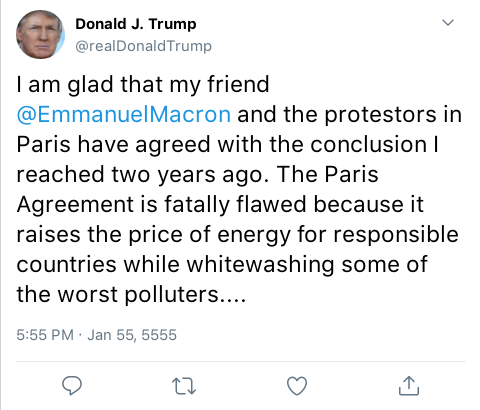 Donald J. Trump
@realDonaldTrump
I am glad that my friend
@EmmanuelMacron and the protestors in
Paris have agreed with the conclusion I
reached two years ago. The Paris
Agreement is fatally flawed because it
raises the price of energy for responsible
countries while whitewashing some of
the worst polluters....
5:55 PM · Jan 55, 5555